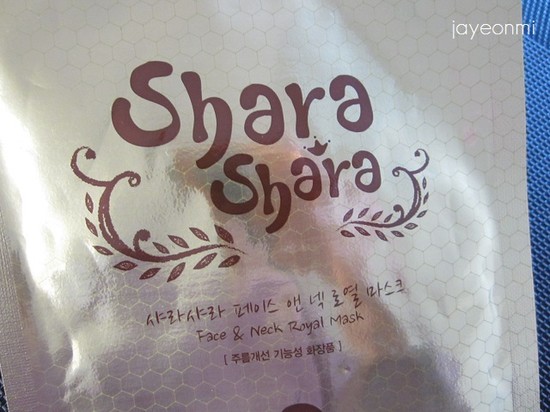 jayeonmi
Shara
Shara
샤라샤라 페이스 앤 넥 로열 마스크
Face & Neck Royal Mask
[ 주름개선 기능성 화장품 ]